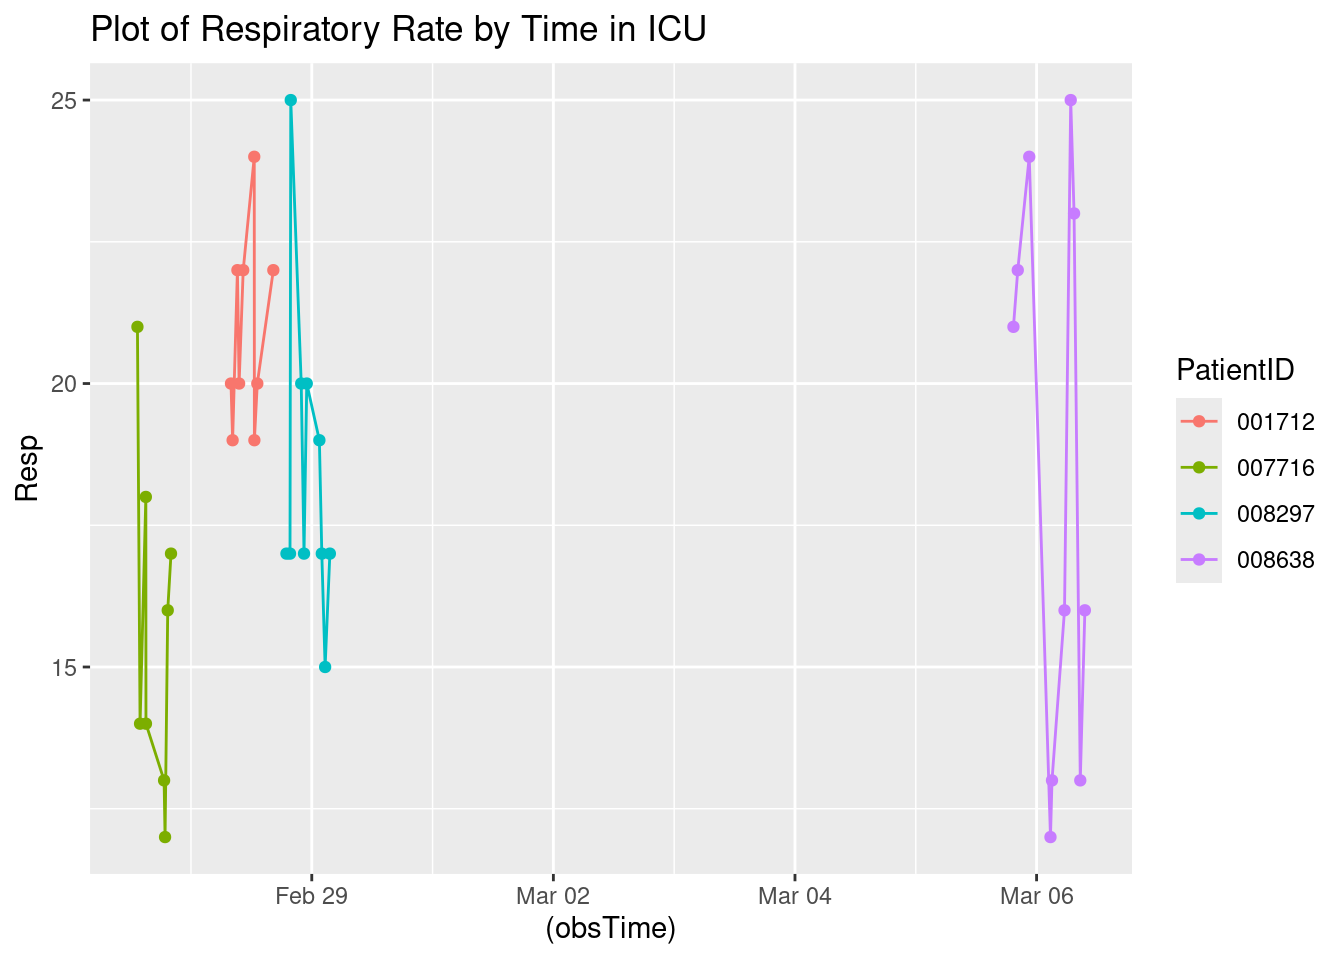 Plot of Respiratory Rate by Time in ICU
25
20
15
Resp
Feb 29
Mar 02
Mar 04
Mar 06
(obsTime)
PatientID
001712
007716
008297
008638